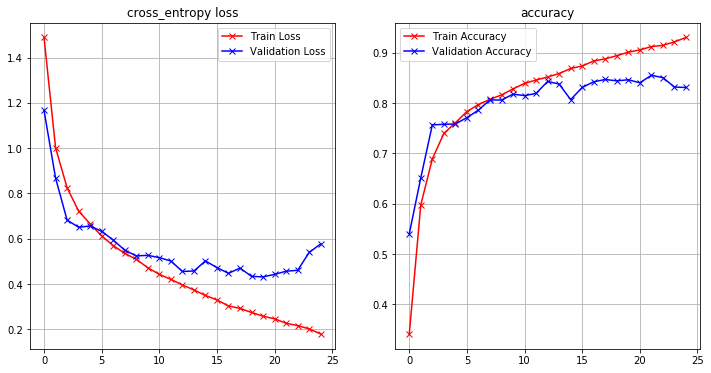 cross_entropy loss
Train Loss
Validation Loss
1.4
1.2
1.0
0.8
0.6
0.4
0.2
0 5 10 15 20 25
accuracy
Train Accuracy
Validation Accuracy
0.9
0.8
0.7
0.6
0.5
0.4
0 5 10 15 20 25